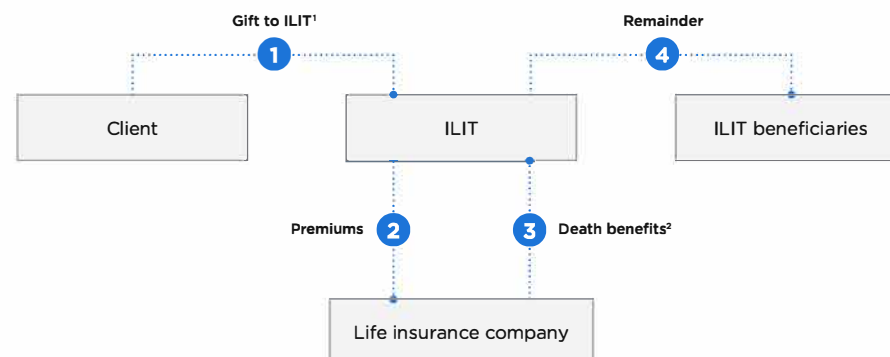 Gift to ILIT¹
Remainder
1
4
Client
ILIT
ILIT beneficiaries
Premiums
2
3
Death benefits²
Life insurance company